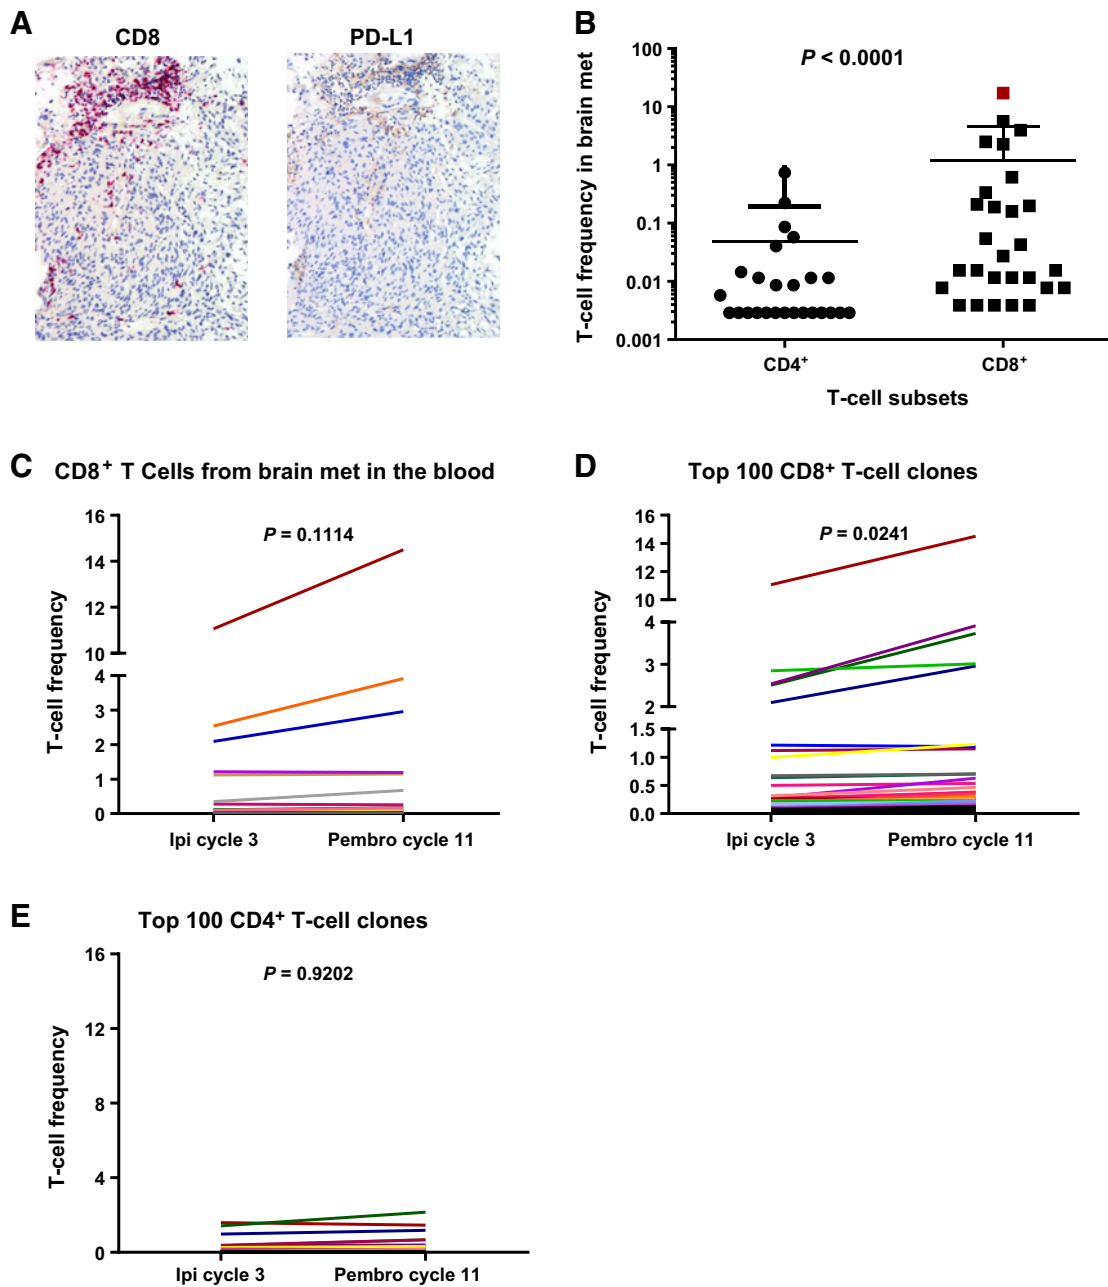 A
CD8
PD-L1
B
P < 0.0001
T-cell frequency in brain met
100
10
1
0.1
0.01
0.001
CD4+
CD8+
T-cell subsets
C
CD8+ T Cells from brain met in the blood
P = 0.1114
T-cell frequency
16
14
12
10
4
3
2
1
0
Ipi cycle 3
Pembro cycle 11
D
Top 100 CD8+ T-cell clones
P = 0.0241
T-cell frequency
16
14
12
10
4
3
2
1.5
1.0
0.5
0.0
Ipi cycle 3
Pembro cycle 11
E
Top 100 CD4+ T-cell clones
P = 0.9202
T-cell frequency
16
12
8
4
0
Ipi cycle 3
Pembro cycle 11